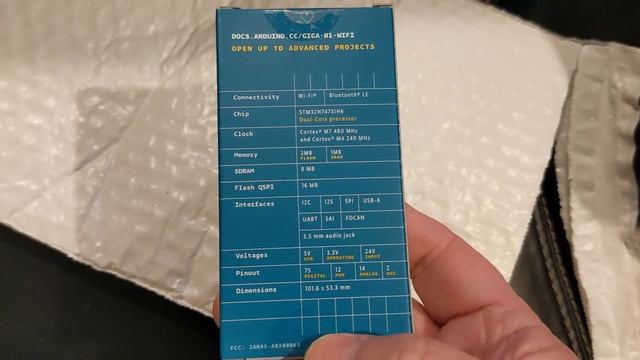 DOCS.ARDUINO.CC/GIGA-R1-WIFI
OPEN UP TO ADVANCED PROJECTS
Connectivity Wi-Fi® Bluetooth® LE
Chip STM32H747XIH6
Dual-Core processor
Clock Cortex® M7 480 MHz
and Cortex® M4 240 MHz
Memory 2MB 1MB
FLASH SRAM
SDRAM 8 MB
Flash QSPI 16 MB
Interfaces I2C I2S SPI USB-A
UART SAI FDCAN
3.5 mm audio jack
Voltages 5V 3.3V 24V
USB OPERATING INPUT
Pinout 75 12 14 2
DIGITAL PWM ANALOG DAC
Dimensions 101.6 x 53.3 mm
FCC: 2AN9S-ABX00063